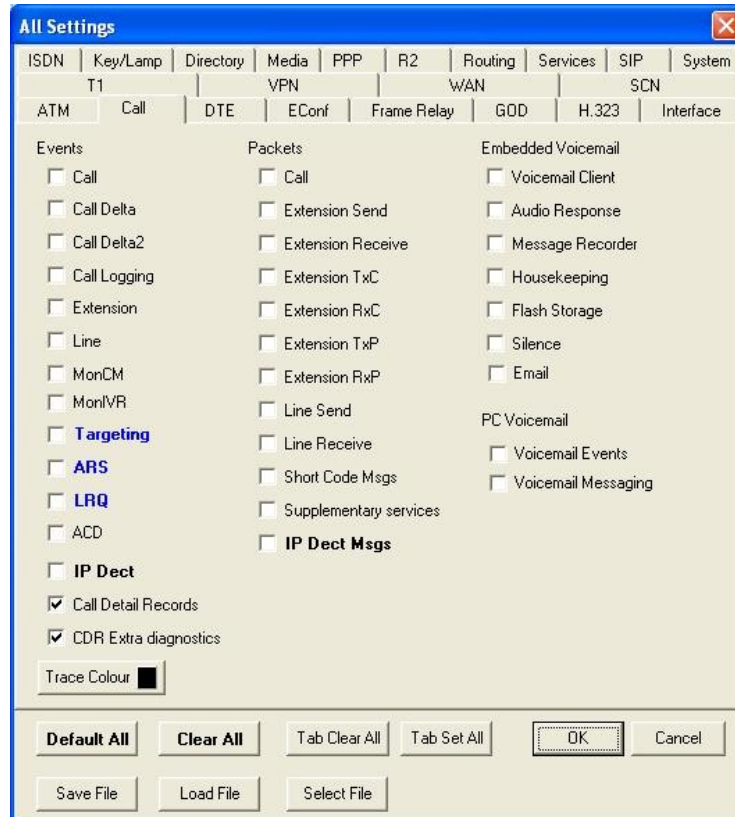 All Settings
ISDN Key/Lamp Directory Media PPP R2 Routing Services SIP System
T1 VPN WAN SCN
ATM Call DTE EConf Frame Relay GOD H.323 Interface
Events
Call
Call Delta
Call Delta2
Call Logging
Extension
Line
MonCM
MonIVR
Targeting
ARS
LRQ
ACD
IP Dect
Call Detail Records
CDR Extra diagnostics
Trace Colour
Packets
Call
Extension Send
Extension Receive
Extension TxC
Extension RxC
Extension TxP
Extension RxP
Line Send
Line Receive
Short Code Msgs
Supplementary services
IP Dect Msgs
Embedded Voicemail
Voicemail Client
Audio Response
Message Recorder
Housekeeping
Flash Storage
Silence
Email
PC Voicemail
Voicemail Events
Voicemail Messaging
Default All Clear All Tab Clear All Tab Set All OK Cancel
Save File Load File Select File